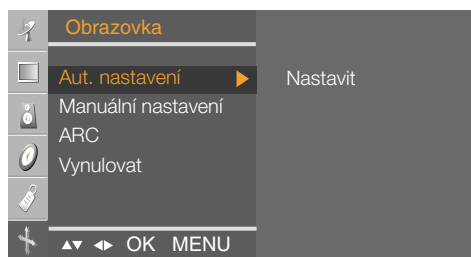 Obrazovka
Aut. nastavení ▶ Nastavit
Manuální nastavení
ARC
Vynulovat
▲▼ ◀▶ OK MENU